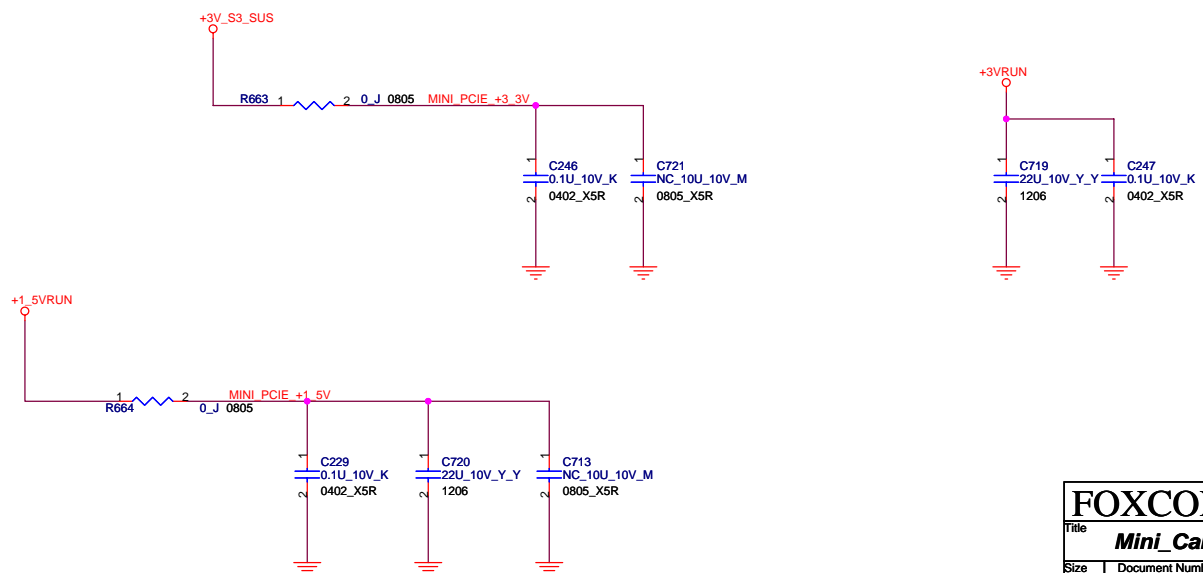 +3V_S3_SUS
R663 1 2 0_J 0805 MINI_PCIE_+3_3V
1
C246
0.1U_10V_K
0402_X5R
2
1
C721
NC_10U_10V_M
0805_X5R
2
+3VRUN
1
C719
22U_10V_Y_Y
1206
2
1
C247
0.1U_10V_K
0402_X5R
2
+1_5VRUN
R664 1 2 0_J 0805 MINI_PCIE_+1_5V
1
C229
0.1U_10V_K
0402_X5R
2
1
C720
22U_10V_Y_Y
1206
2
1
C713
NC_10U_10V_M
0805_X5R
2
Title
Size
Document